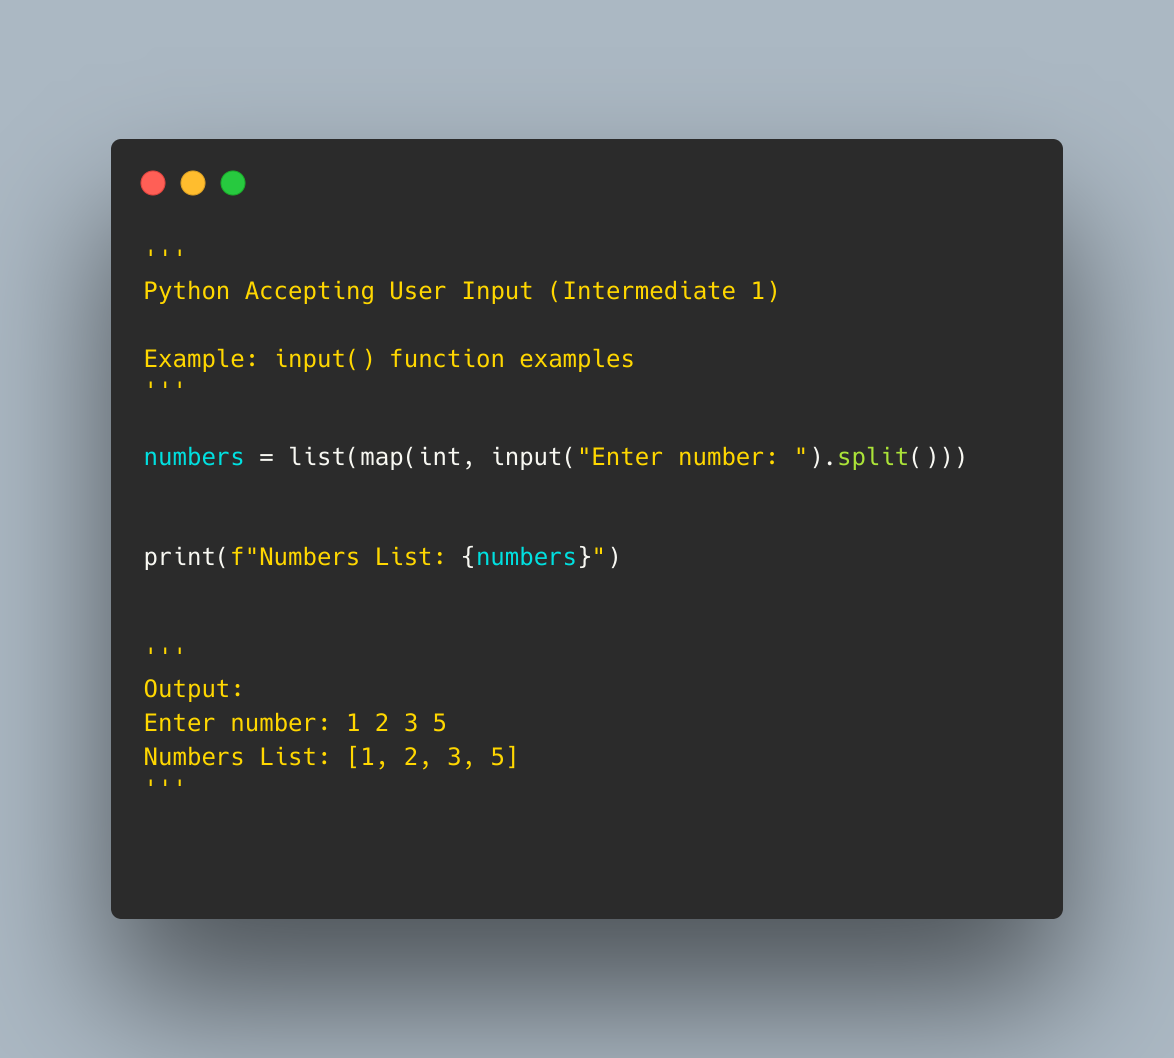 '''
Python Accepting User Input (Intermediate 1)
Example: input() function examples
'''
numbers = list(map(int, input("Enter number: ").split()))
print(f"Numbers List: {numbers}")
'''
Output:
Enter number: 1 2 3 5
Numbers List: [1, 2, 3, 5]
'''